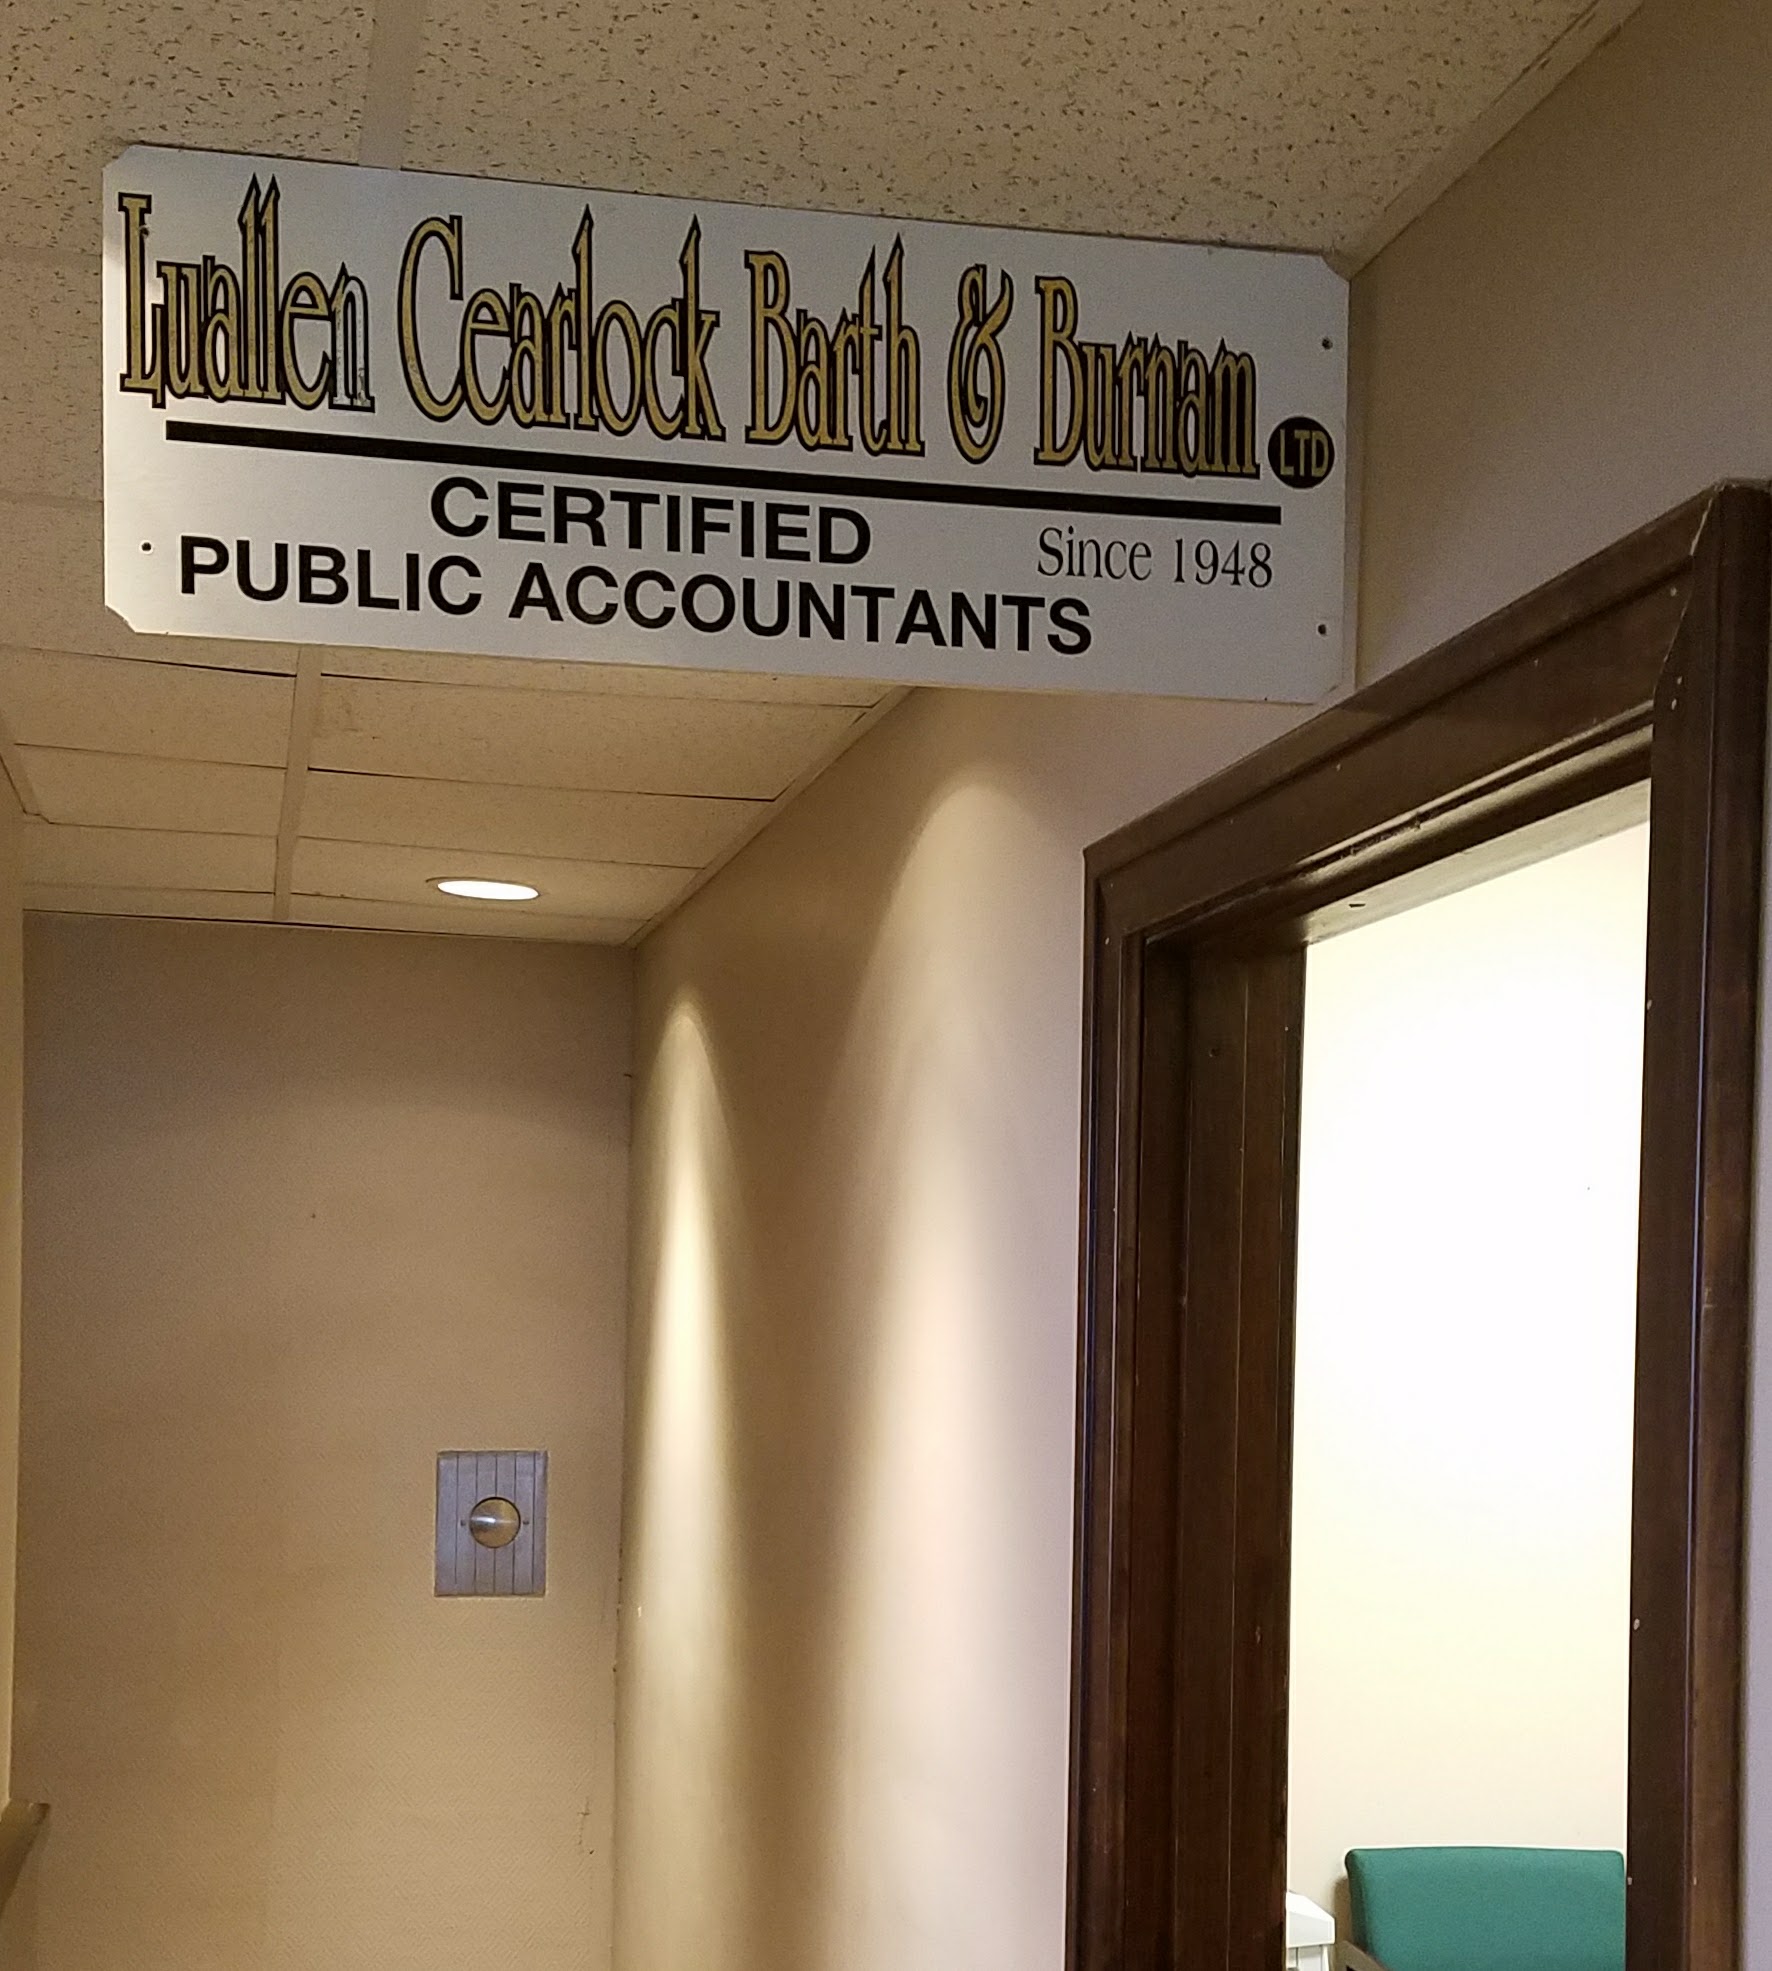 Luallen Cearlock Barth & Burnam LTD
CERTIFIED
PUBLIC ACCOUNTANTS
Since 1948